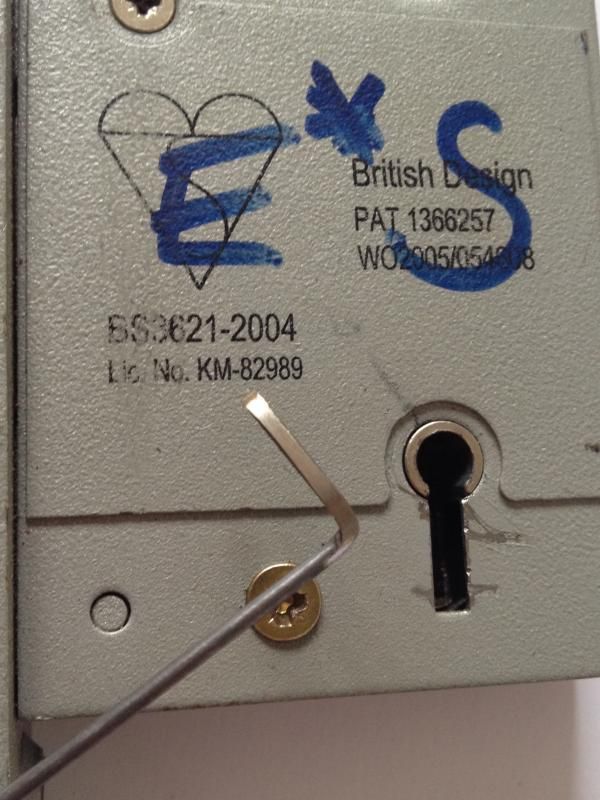 E*S
British Design
PAT 1366257
WO2005/054608
BS3621-2004
Lic. No. KM-82989